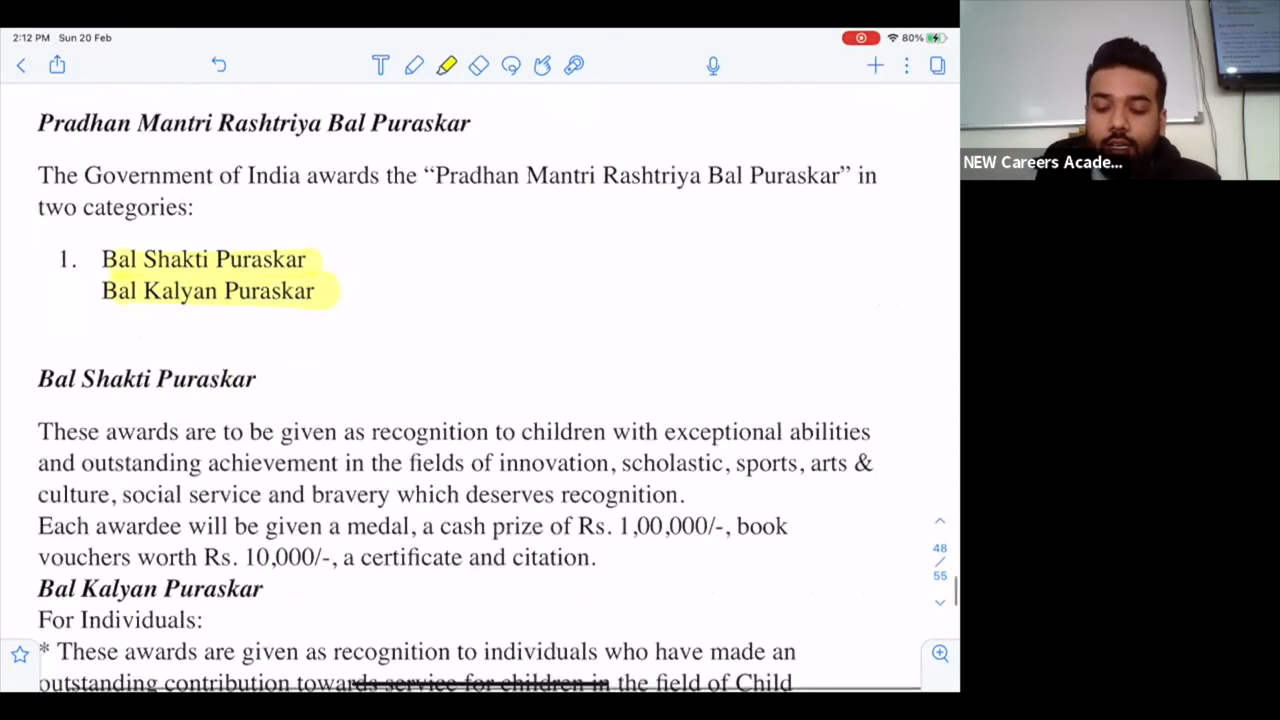 2:12 PM Sun 20 Feb
80%
Pradhan Mantri Rashtriya Bal Puraskar
The Government of India awards the “Pradhan Mantri Rashtriya Bal Puraskar” in
two categories:
1. Bal Shakti Puraskar
Bal Kalyan Puraskar
Bal Shakti Puraskar
These awards are to be given as recognition to children with exceptional abilities
and outstanding achievement in the fields of innovation, scholastic, sports, arts &
culture, social service and bravery which deserves recognition.
Each awardee will be given a medal, a cash prize of Rs. 1,00,000/-, book
vouchers worth Rs. 10,000/-, a certificate and citation.
Bal Kalyan Puraskar
For Individuals:
* These awards are given as recognition to individuals who have made an
outstanding contribution towards service for children in the field of Child
48
/
55
NEW Careers Acade...